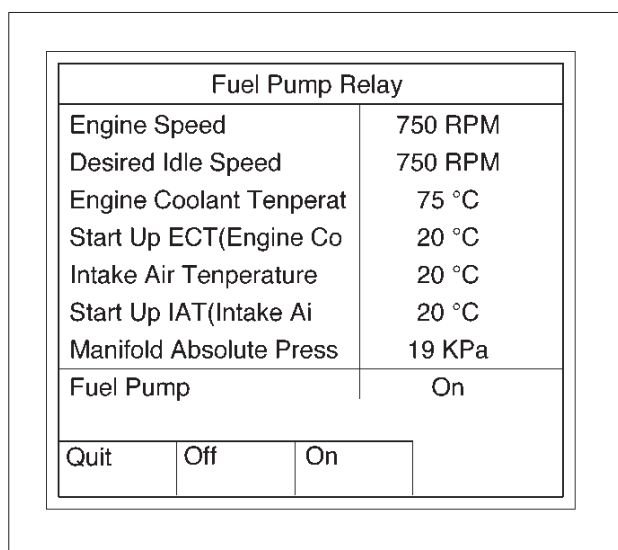 Fuel Pump Relay
Engine Speed 750 RPM
Desired Idle Speed 750 RPM
Engine Coolant Tenperat 75 °C
Start Up ECT(Engine Co 20 °C
Intake Air Tenperature 20 °C
Start Up IAT(Intake Ai 20 °C
Manifold Absolute Press 19 KPa
Fuel Pump On
Quit Off On